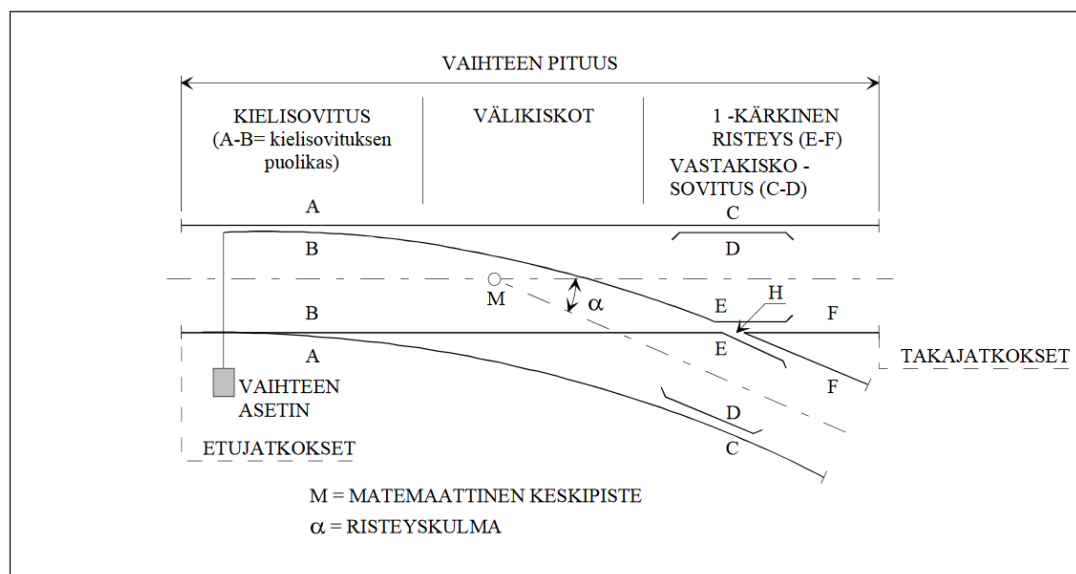 VAIHTEEN PITUUS
KIELISOVITUS
(A-B= kielisovituksen
puolikas)
VÄLIKISKOT
1 -KÄRKINEN
RISTEYS (E-F)
VASTAKISKO -
SOVITUS (C-D)
A
C
B
D
M
α
H
B
E
F
A
E
F
TAKAJATKOKSET
VAIHTEEN
ASETIN
D
C
ETUJATKOKSET
M = MATEMAATTINEN KESKIPISTE
α = RISTEYSKULMA